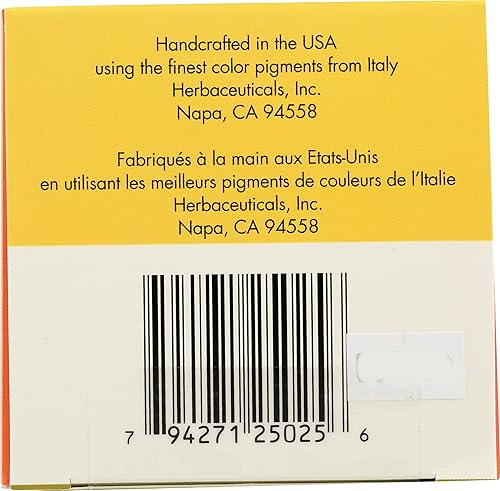 Handcrafted in the USA
using the finest color pigments from Italy
Herbaceuticals, Inc.
Napa, CA 94558
Fabriqués à la main aux Etats-Unis
en utilisant les meilleurs pigments de couleurs de l'Italie
Herbaceuticals, Inc.
Napa, CA 94558
7 94271 25025 6